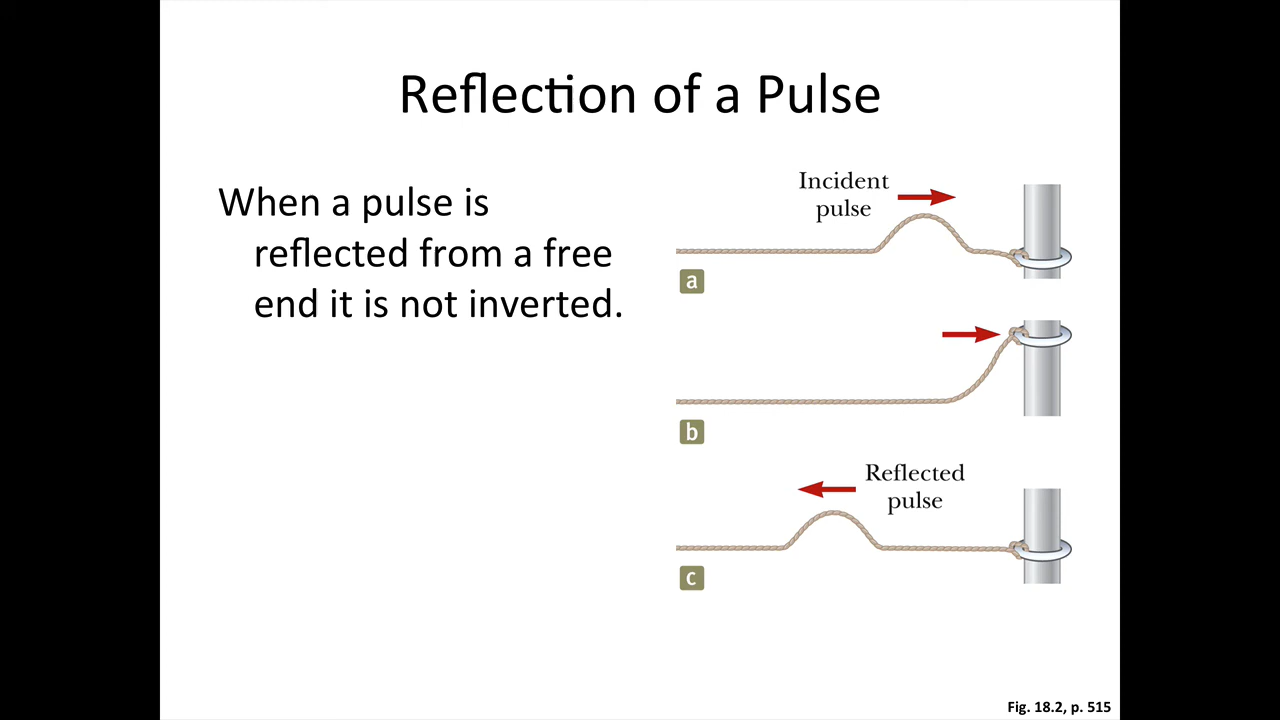 Reflection of a Pulse
When a pulse is
reflected from a free
end it is not inverted.
Incident
pulse
a
b
Reflected
pulse
c
Fig. 18.2, p. 515